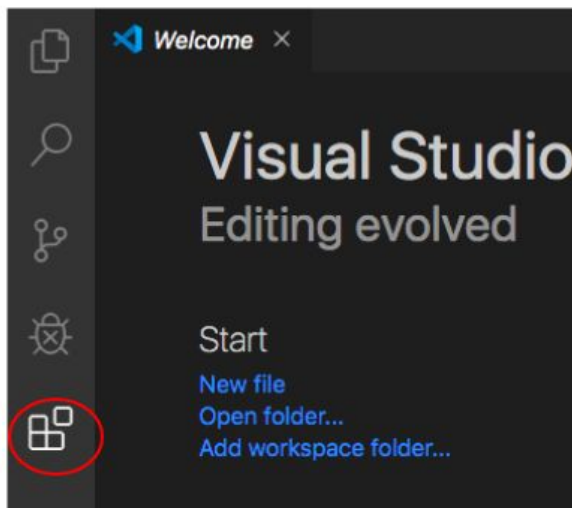 Welcome
Visual Studio
Editing evolved
Start
New file
Open folder...
Add workspace folder...